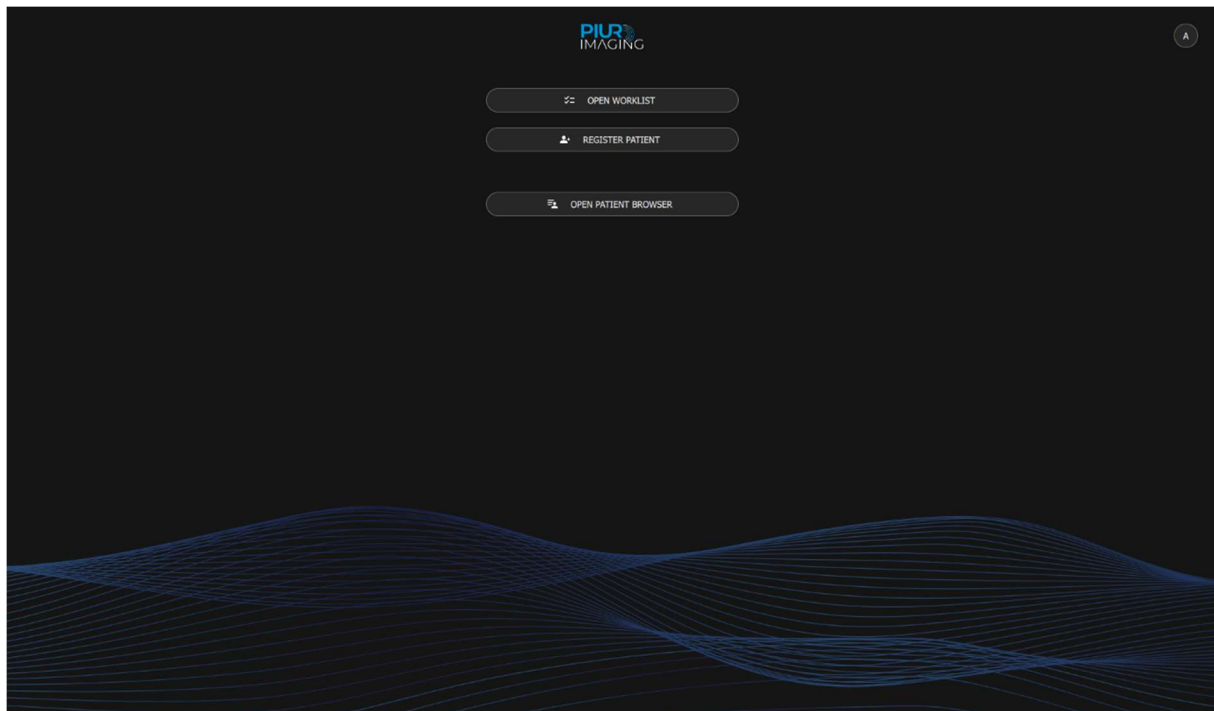 PIUR
IMAGING
A
OPEN WORKLIST
REGISTER PATIENT
OPEN PATIENT BROWSER